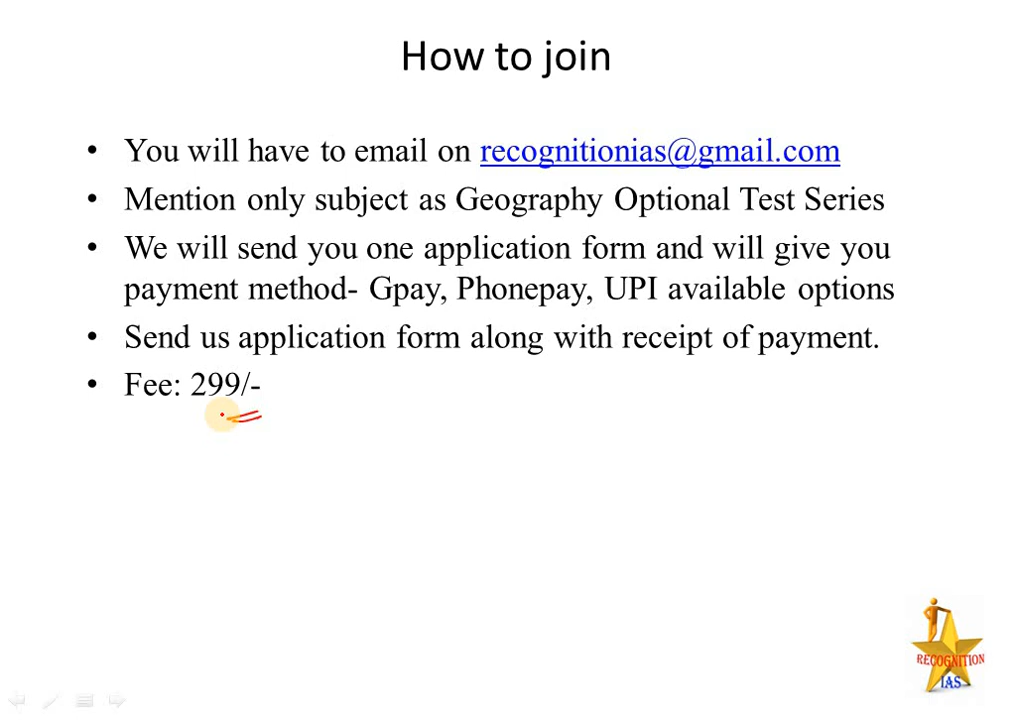 How to join
• You will have to email on recognitionias@gmail.com
• Mention only subject as Geography Optional Test Series
• We will send you one application form and will give you
payment method- Gpay, Phonepay, UPI available options
• Send us application form along with receipt of payment.
• Fee: 299/-
RECOGNITION
IAS